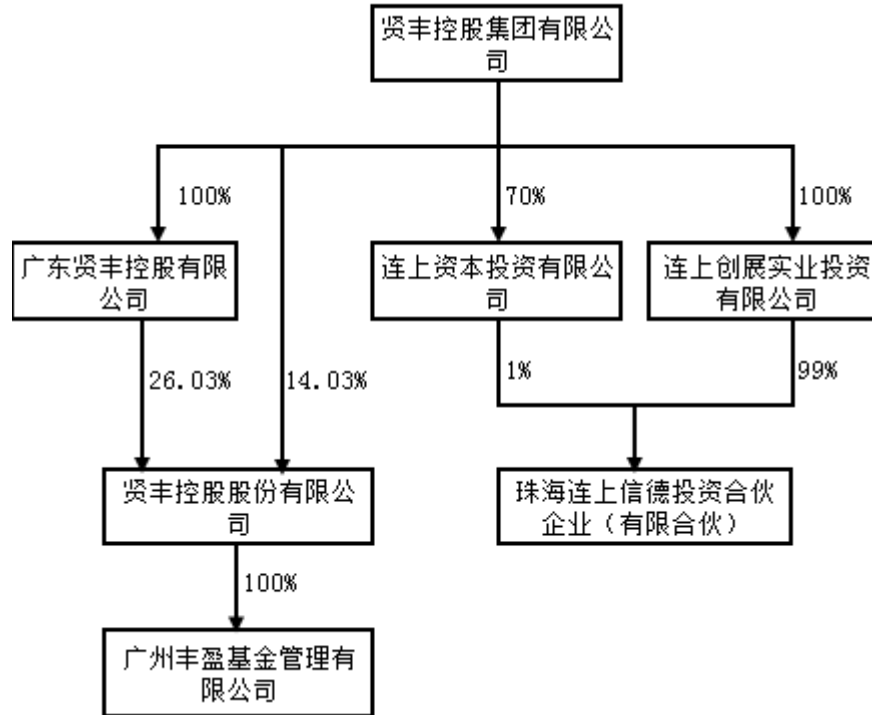 贤丰控股集团有限公
司
100%
70%
100%
广东贤丰控股有限
公司
连上资本投资有限公
司
连上创展实业投资
有限公司
26.03%
14.03%
1%
99%
贤丰控股股份有限公
司
珠海连上信德投资合伙
企业（有限合伙）
100%
广州丰盈基金管理有
限公司